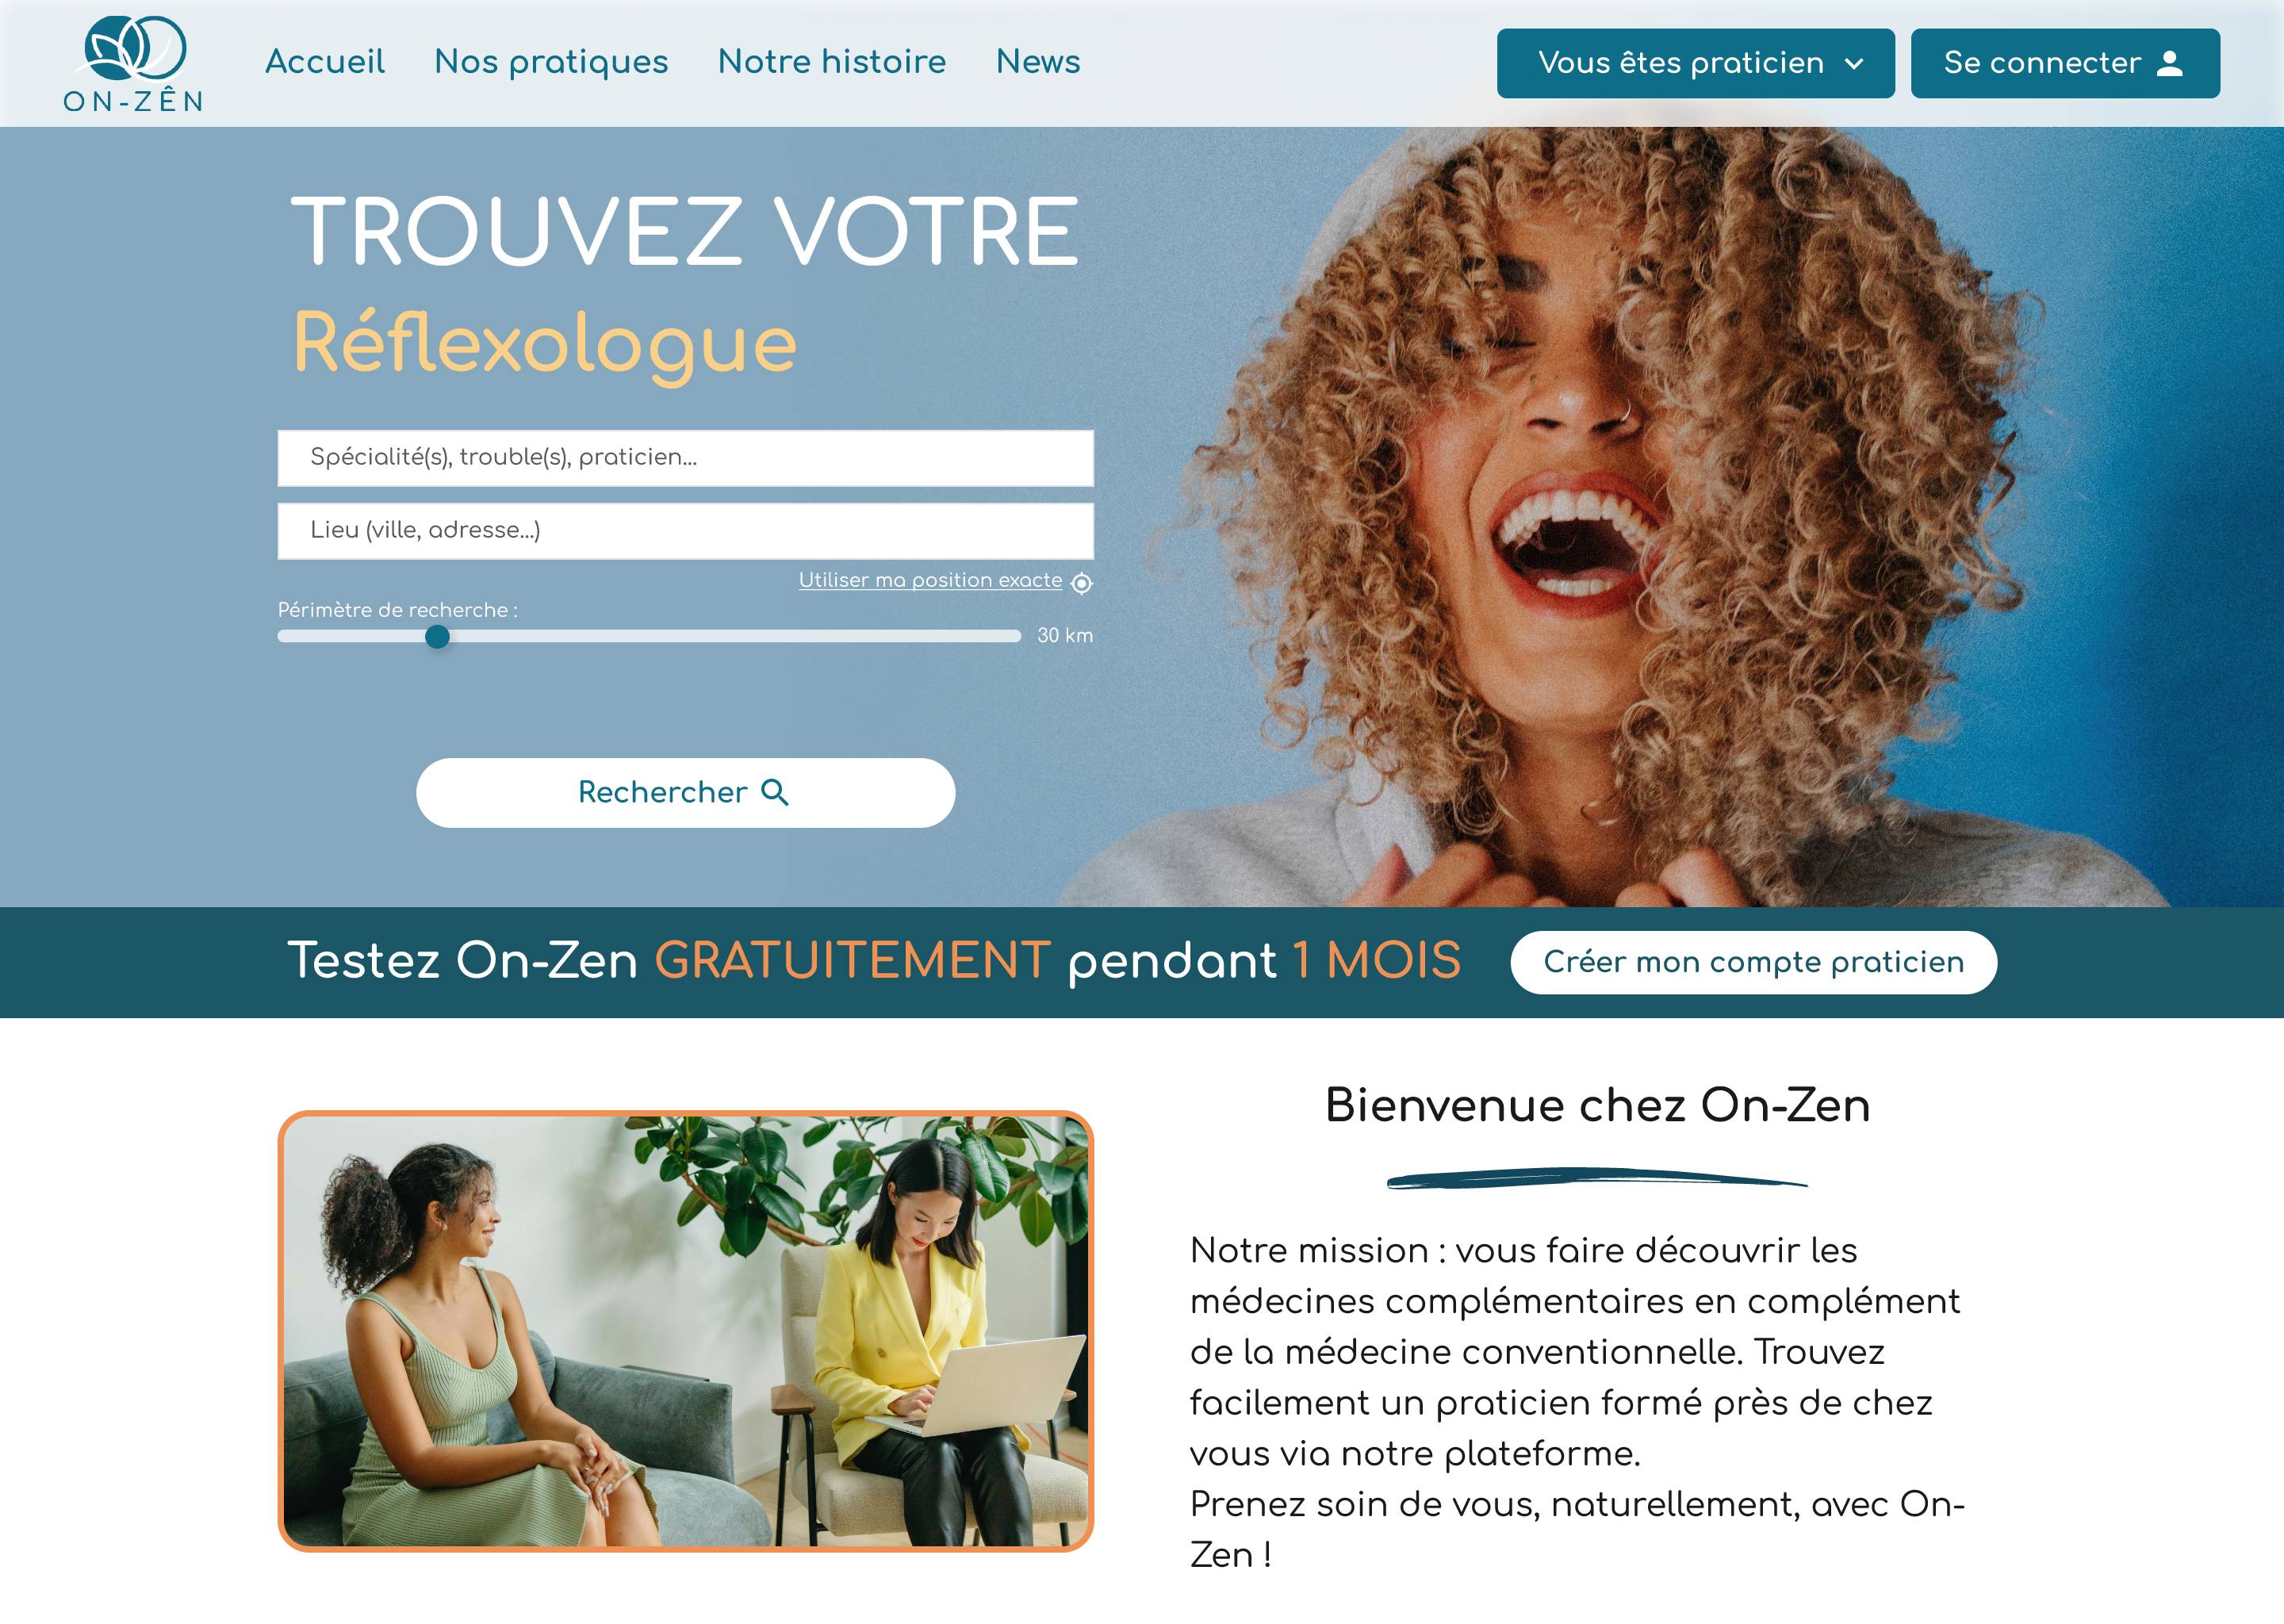 ON-ZÊN
Accueil
Nos pratiques
Notre histoire
News
Vous êtes praticien
Se connecter
TROUVEZ VOTRE
Réflexologue
Spécialité(s), trouble(s), praticien...
Lieu (ville, adresse...)
Utiliser ma position exacte
Périmètre de recherche :
30 km
Rechercher
Testez On-Zen GRATUITEMENT pendant 1 MOIS
Créer mon compte praticien
Bienvenue chez On-Zen
Notre mission : vous faire découvrir les
médecines complémentaires en complément
de la médecine conventionnelle. Trouvez
facilement un praticien formé près de chez
vous via notre plateforme.
Prenez soin de vous, naturellement, avec On-
Zen !